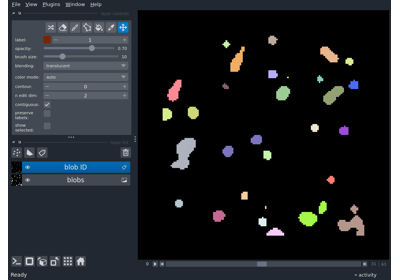 File View Plugins Window Help
label: 1
opacity: 0.70
brush size: 10
blending: translucent
color mode: auto
contour: 0
n edit dim: 2
contiguous:
preserve labels:
show selected:
blob ID
blobs
0
Ready
activity